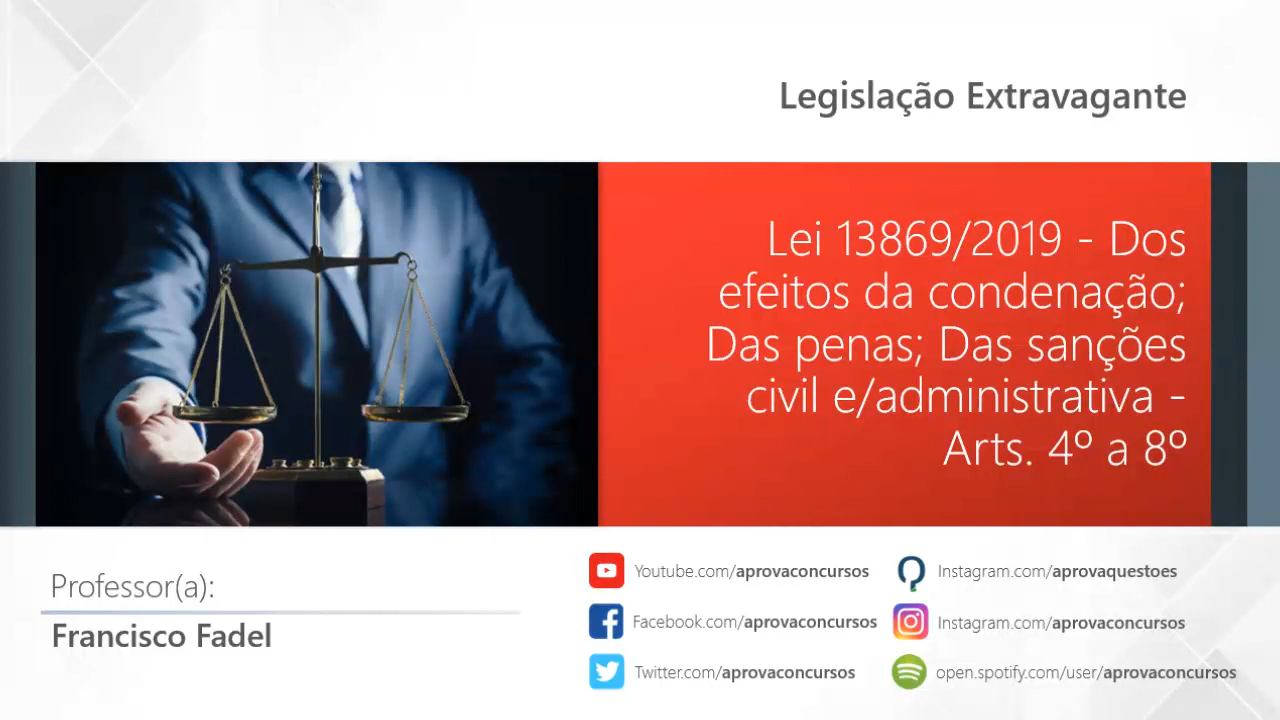 Legislação Extravagante
Lei 13869/2019 - Dos
efeitos da condenação;
Das penas; Das sanções
civil e/administrativa -
Arts. 4º a 8º
Professor(a):
Francisco Fadel
Youtube.com/aprovaconcursos
Instagram.com/aprovaquestoes
Facebook.com/aprovaconcursos
Instagram.com/aprovaconcursos
Twitter.com/aprovaconcursos
open.spotify.com/user/aprovaconcursos